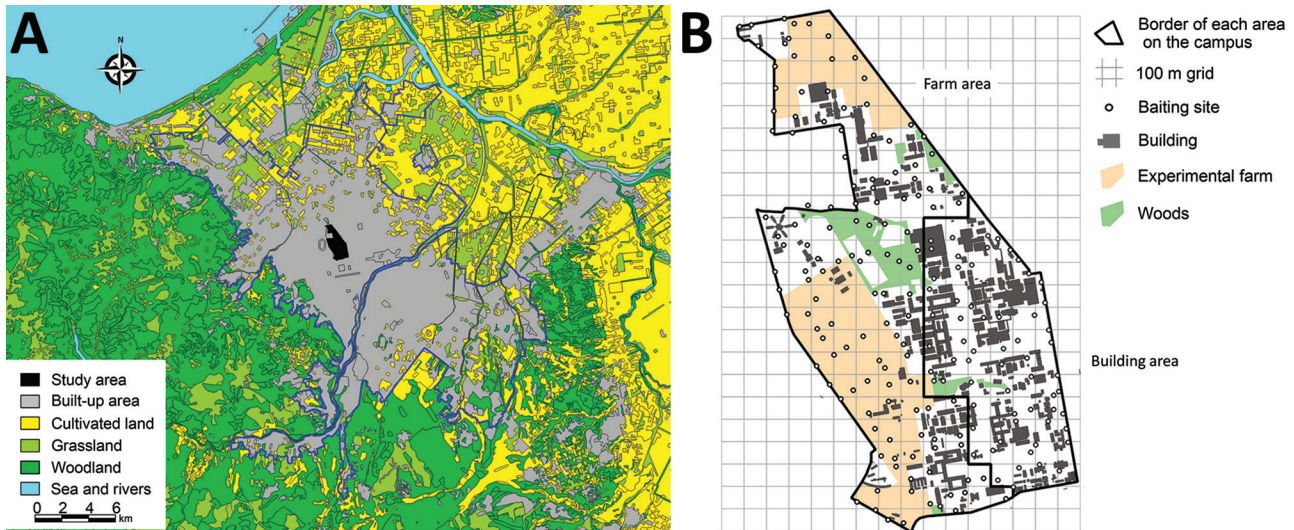 A
N
Study area
Built-up area
Cultivated land
Grassland
Woodland
Sea and rivers
0 2 4 6
km
B
Farm area
Building area
Border of each area
on the campus
100 m grid
Baiting site
Building
Experimental farm
Woods